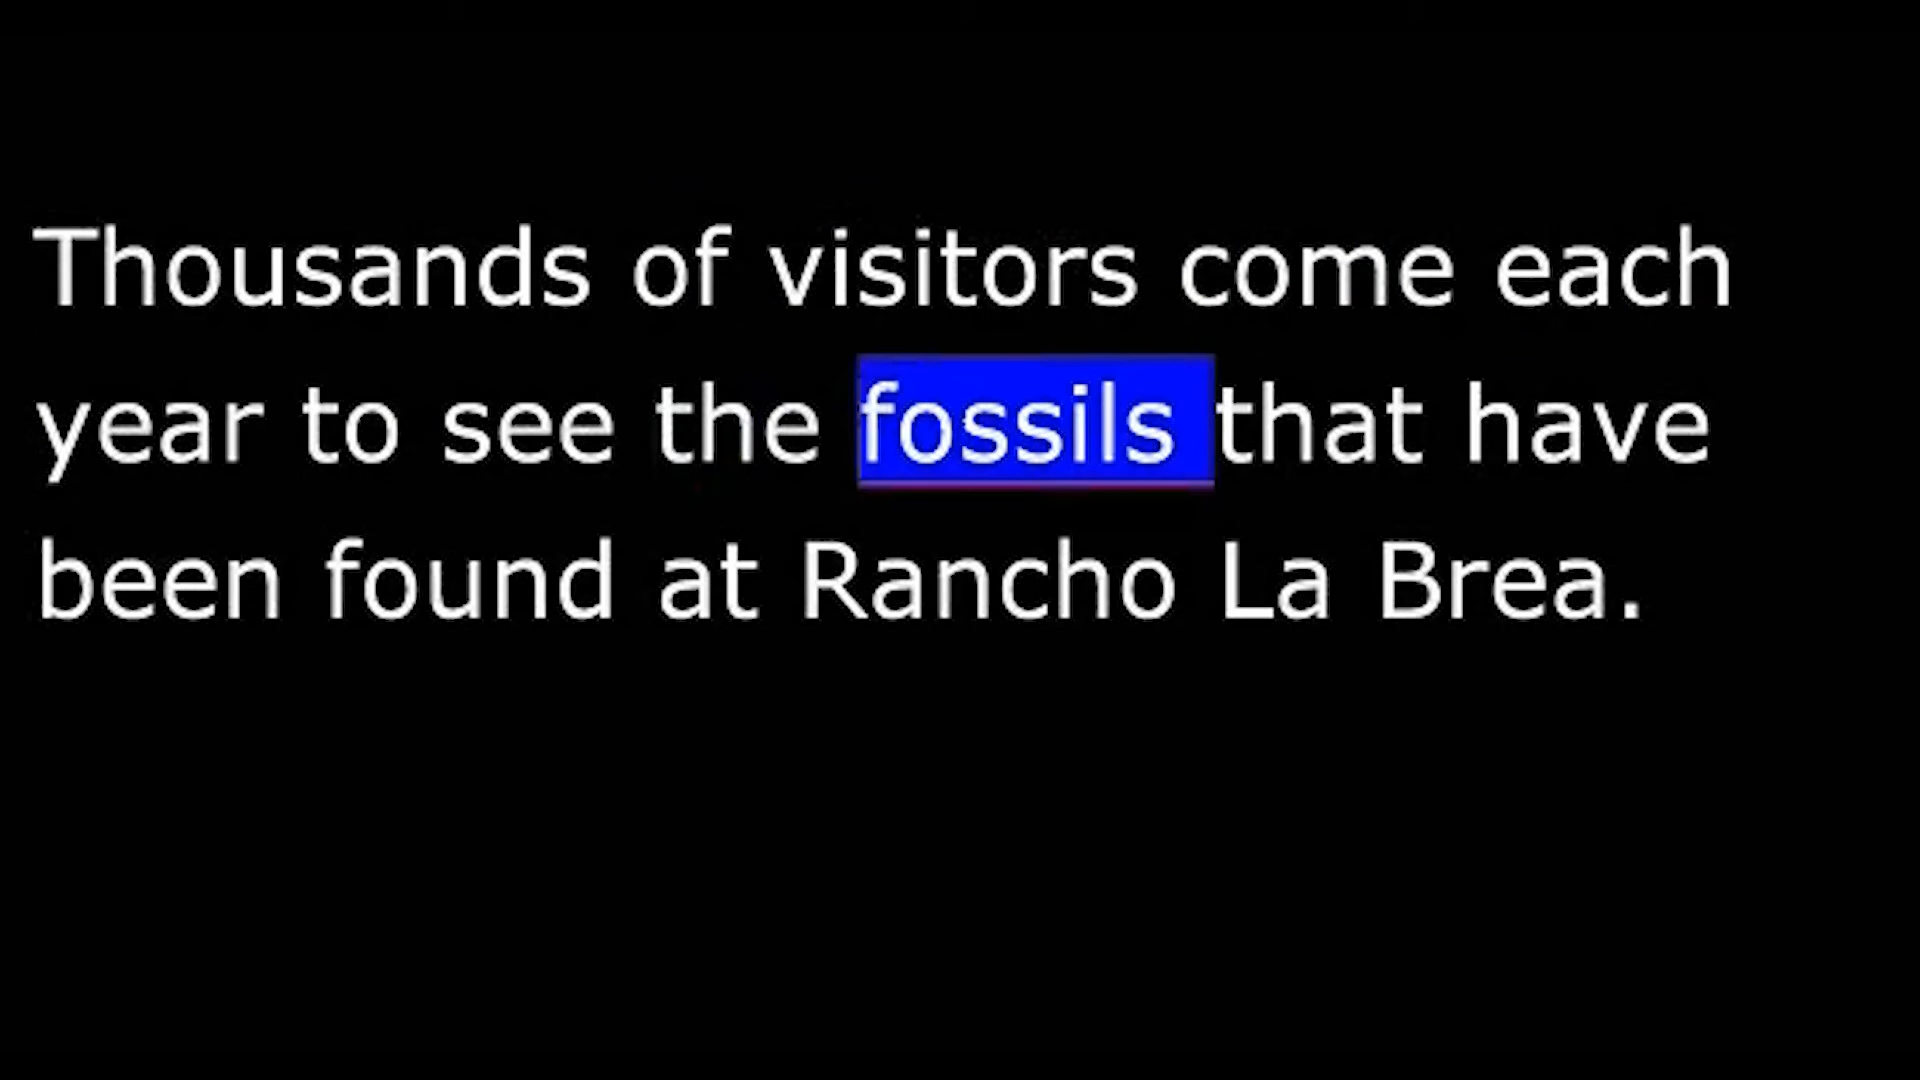 Thousands of visitors come each
year to see the fossils that have
been found at Rancho La Brea.